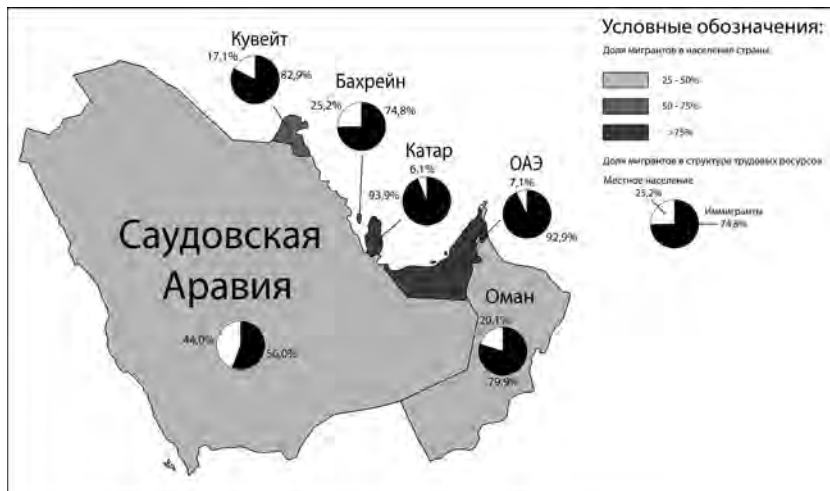 Кувейт
17,1%
82,9%
Бахрейн
25,2%
74,8%
Катар
6,1%
93,9%
ОАЭ
7,1%
92,9%
Саудовская
Аравия
44,0%
56,0%
Оман
20,1%
79,9%
Условные обозначения:
Доля мигрантов в населения страны
25 - 50%
50 - 75%
>75%
Доля мигрантов в структуре трудовых ресурсов
Местное население
25,2%
Иммигранты
74,8%